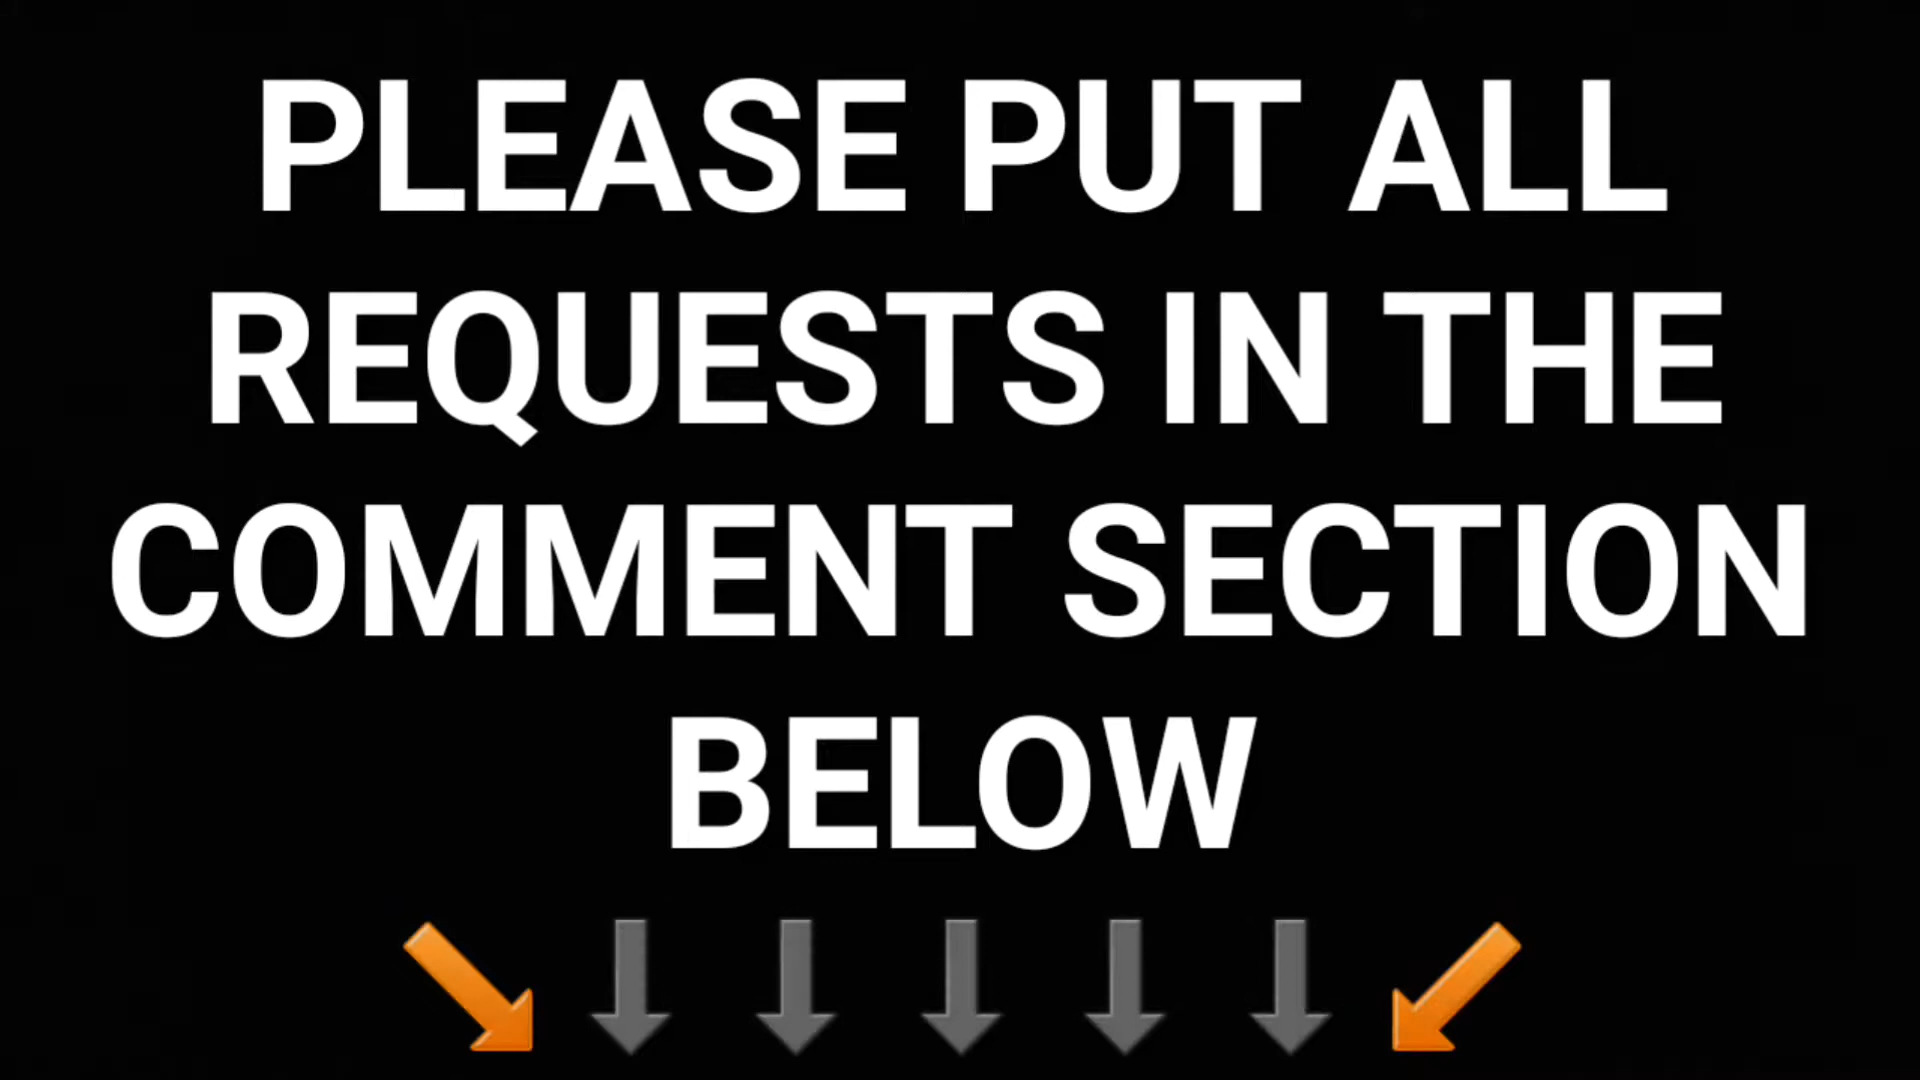 PLEASE PUT ALL
REQUESTS IN THE
COMMENT SECTION
BELOW